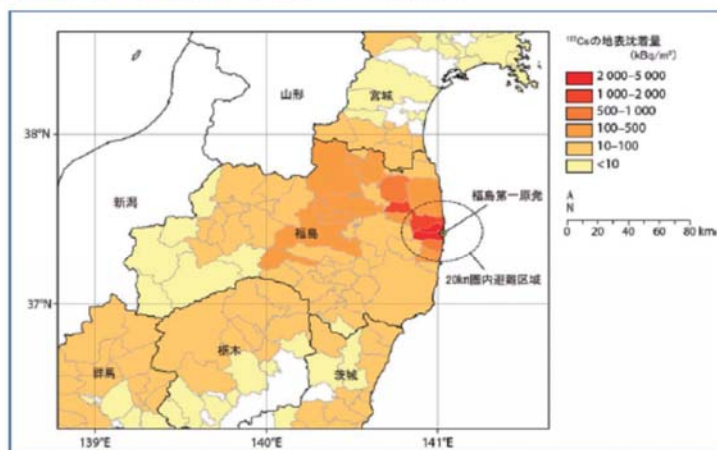 ¹³⁷Csの地表沈着量
(kBq/m²)
2 000–5 000
1 000–2 000
500–1 000
100–500
10–100
<10
A
N
0 20 40 60 80 km
山形
宮城
38°N
新潟
福島第一原発
福島
20km圏内避難区域
37°N
栃木
群馬
茨城
139°E
140°E
141°E